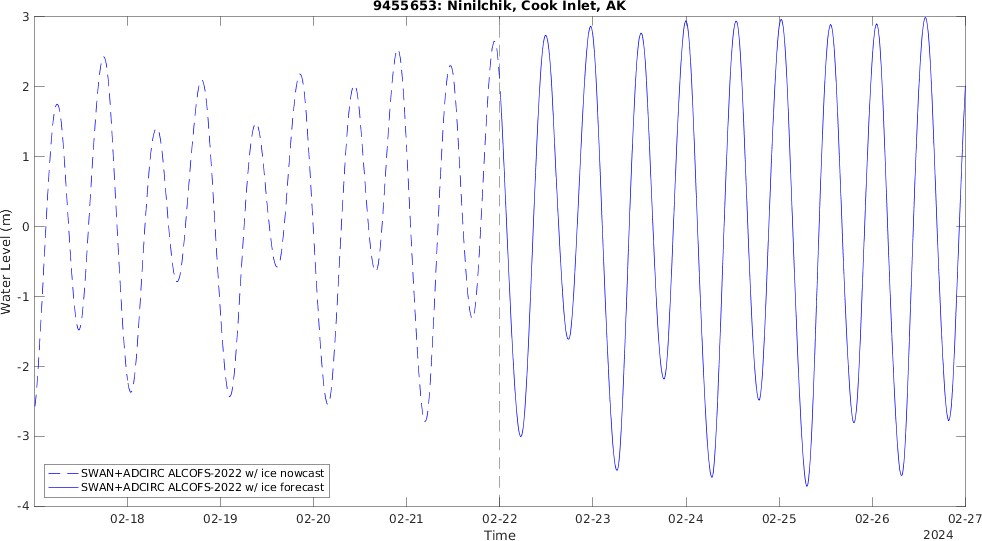 9455653: Ninilchik, Cook Inlet, AK
3
2
1
0
-1
-2
-3
-4
Water Level (m)
SWAN+ADCIRC ALCOFS-2022 w/ ice nowcast
SWAN+ADCIRC ALCOFS-2022 w/ ice forecast
02-18 02-19 02-20 02-21 02-22 02-23 02-24 02-25 02-26 02-27
Time
2024